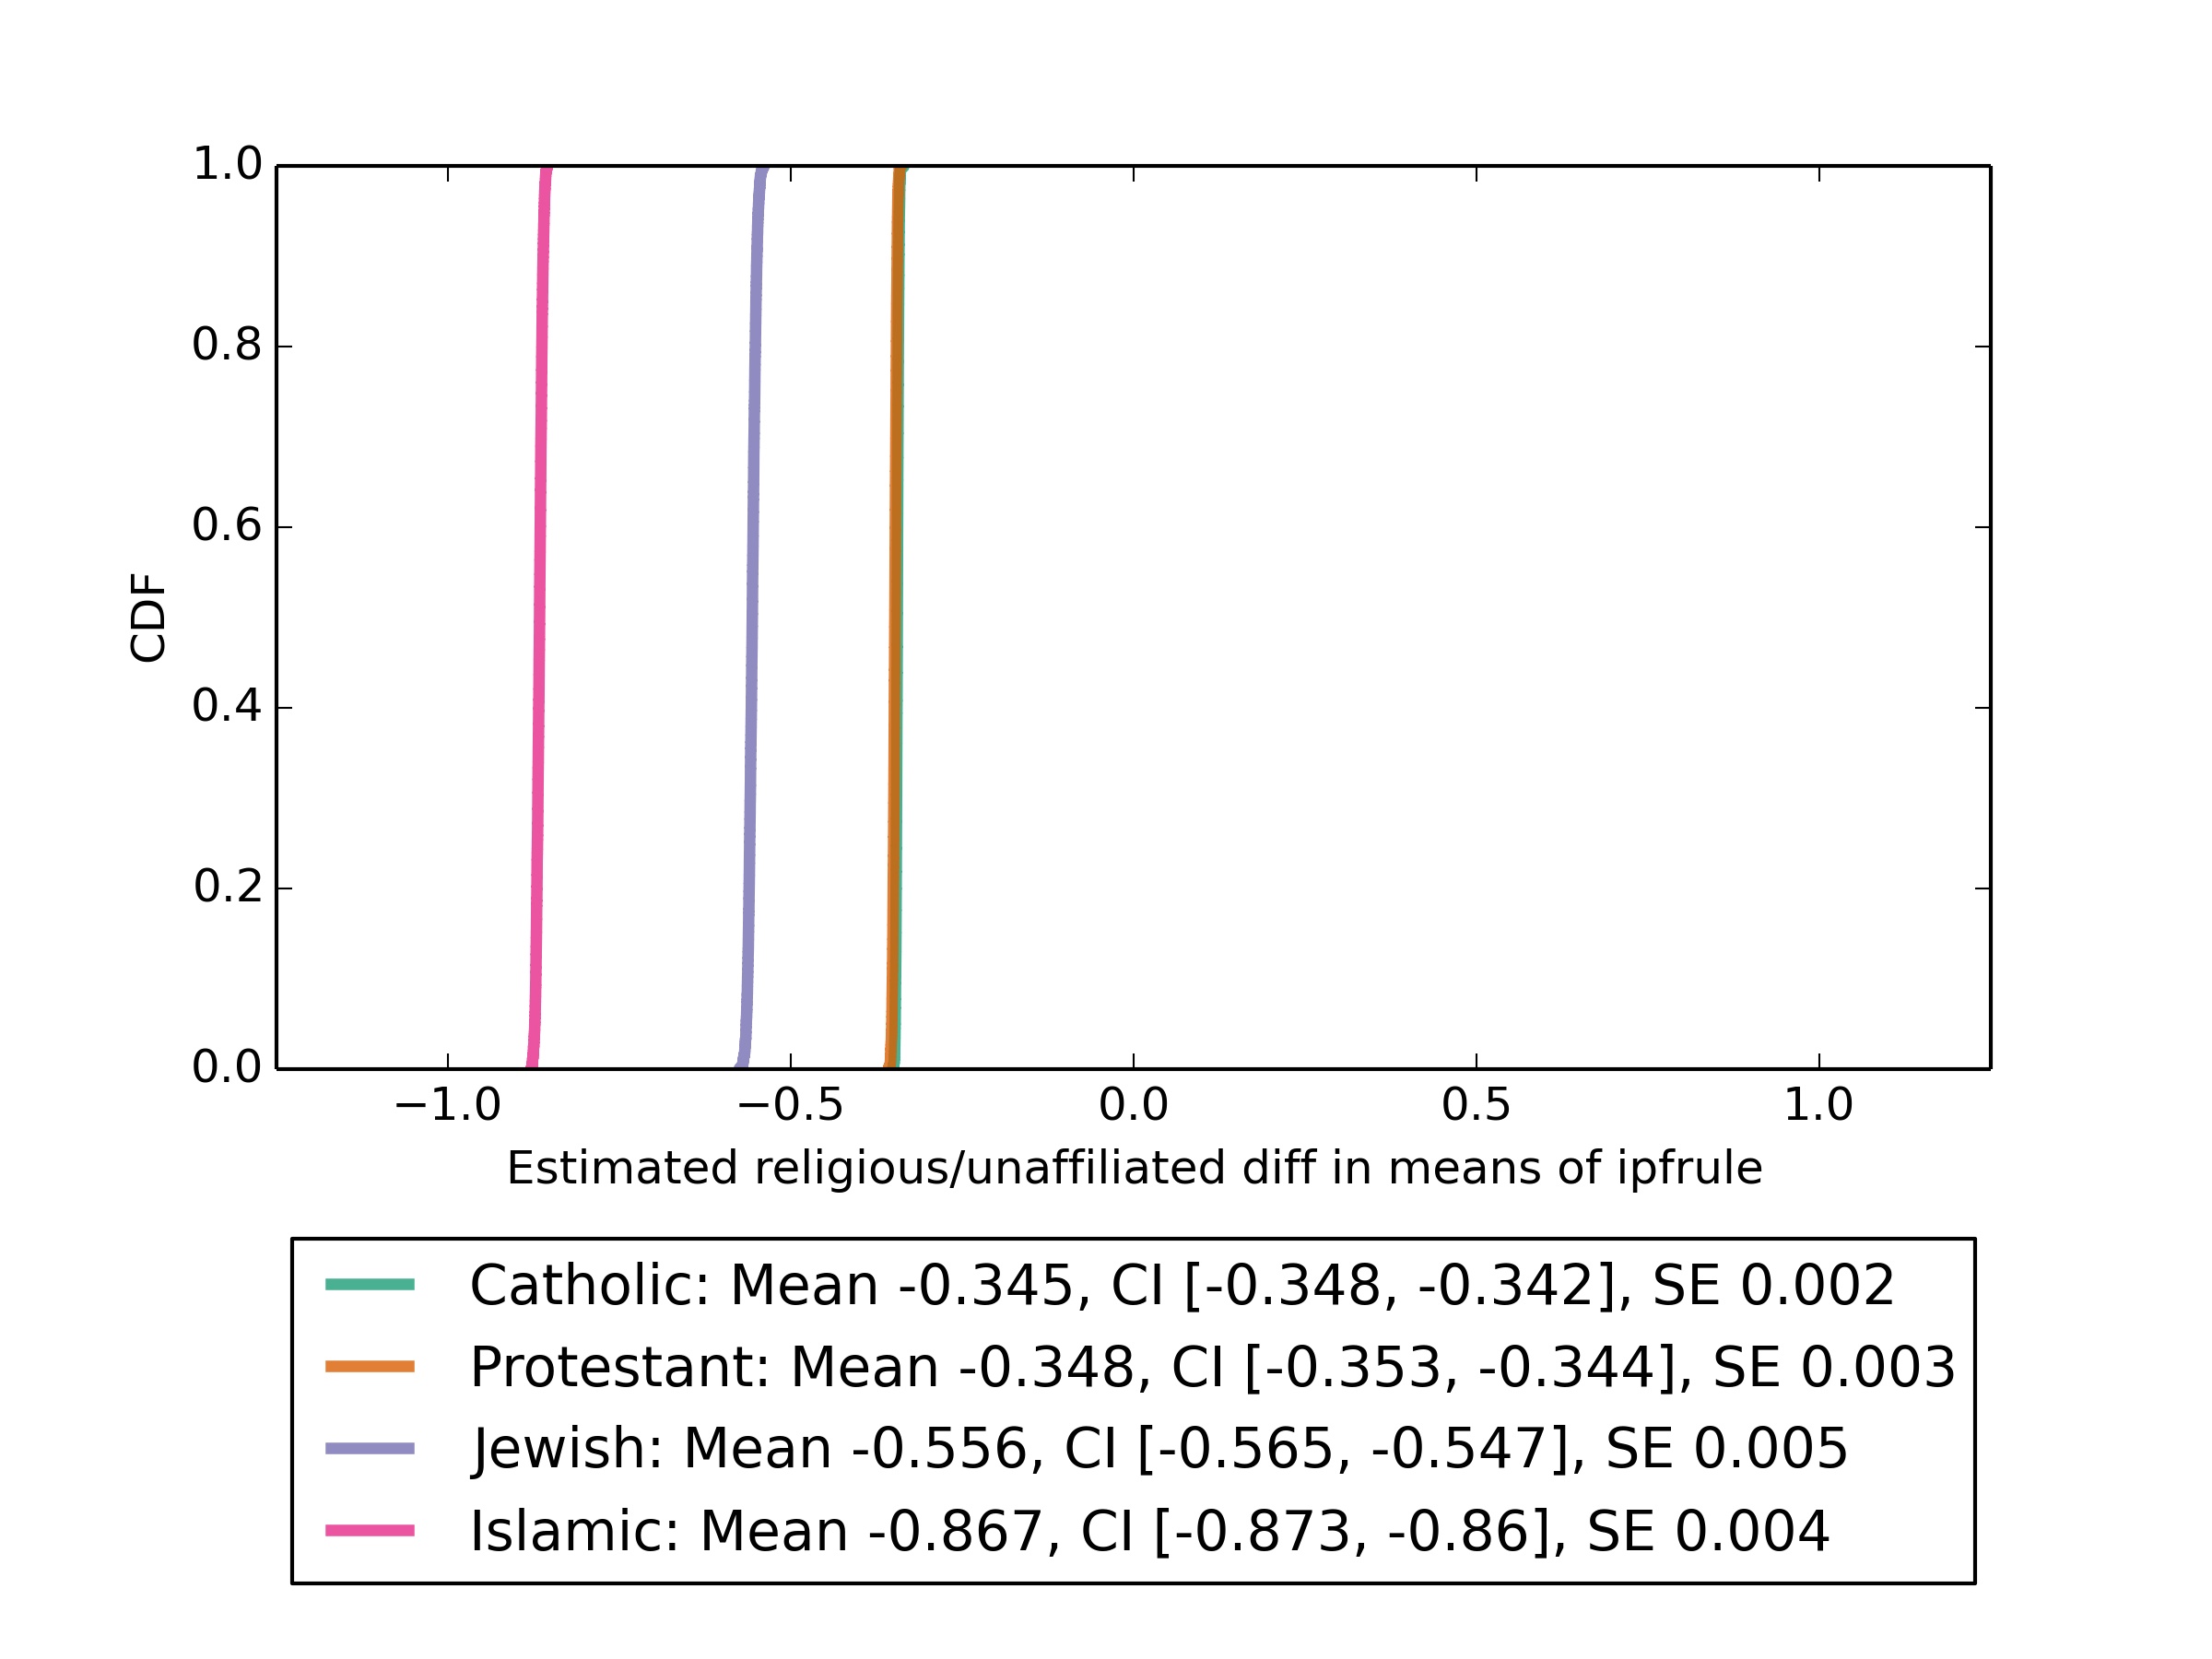 1.0
0.8
0.6
0.4
0.2
0.0
CDF
−1.0 −0.5 0.0 0.5 1.0
Estimated religious/unaffiliated diff in means of ipfrule
Catholic: Mean -0.345, CI [-0.348, -0.342], SE 0.002
Protestant: Mean -0.348, CI [-0.353, -0.344], SE 0.003
Jewish: Mean -0.556, CI [-0.565, -0.547], SE 0.005
Islamic: Mean -0.867, CI [-0.873, -0.86], SE 0.004